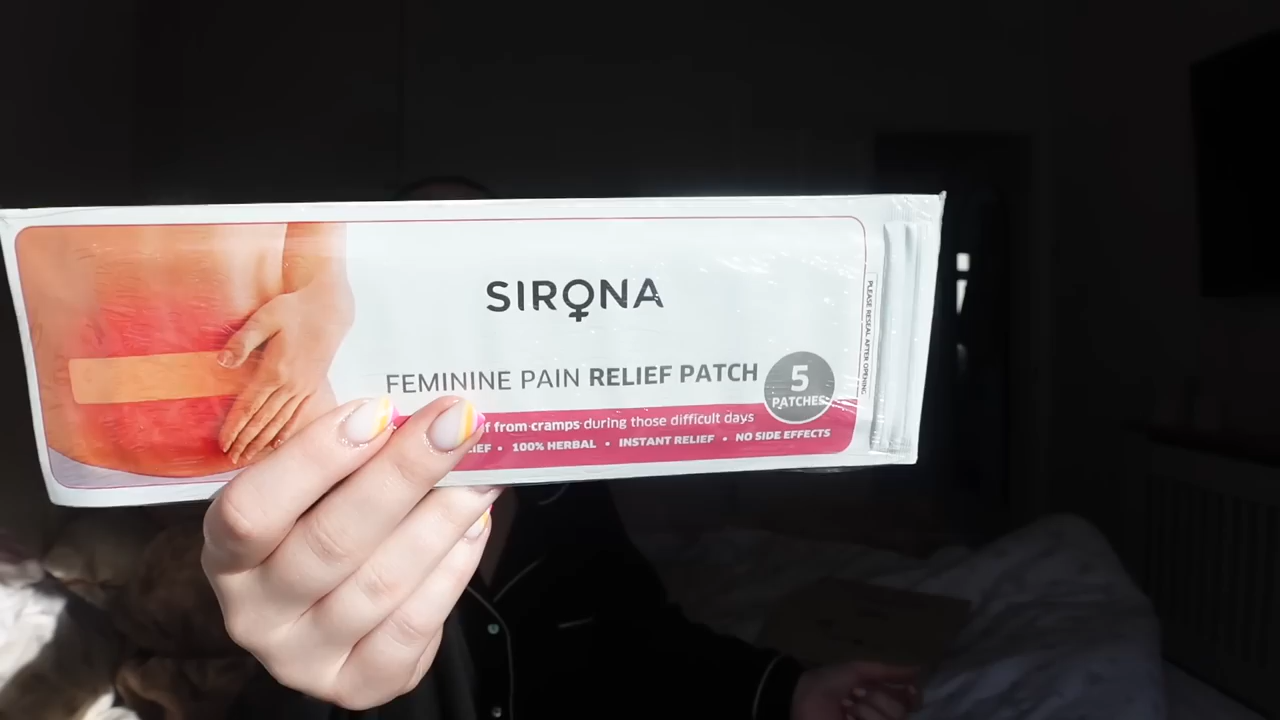 SIRONA
FEMININE PAIN RELIEF PATCH
5
PATCHES
from cramps during those difficult days
• 100% HERBAL • INSTANT RELIEF • NO SIDE EFFECTS
PLEASE RESEAL AFTER OPENING